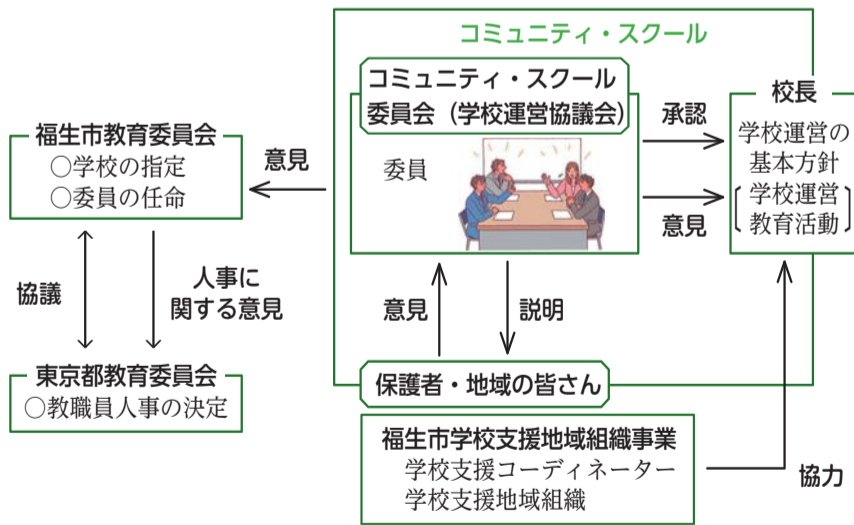 コミュニティ・スクール
コミュニティ・スクール
委員会（学校運営協議会）
委員
承認
意見
校長
学校運営の
基本方針
学校運営
教育活動
福生市教育委員会
○学校の指定
○委員の任命
意見
協議
人事に
関する意見
東京都教育委員会
○教職員人事の決定
意見
説明
保護者・地域の皆さん
福生市学校支援地域組織事業
学校支援コーディネーター
学校支援地域組織
協力